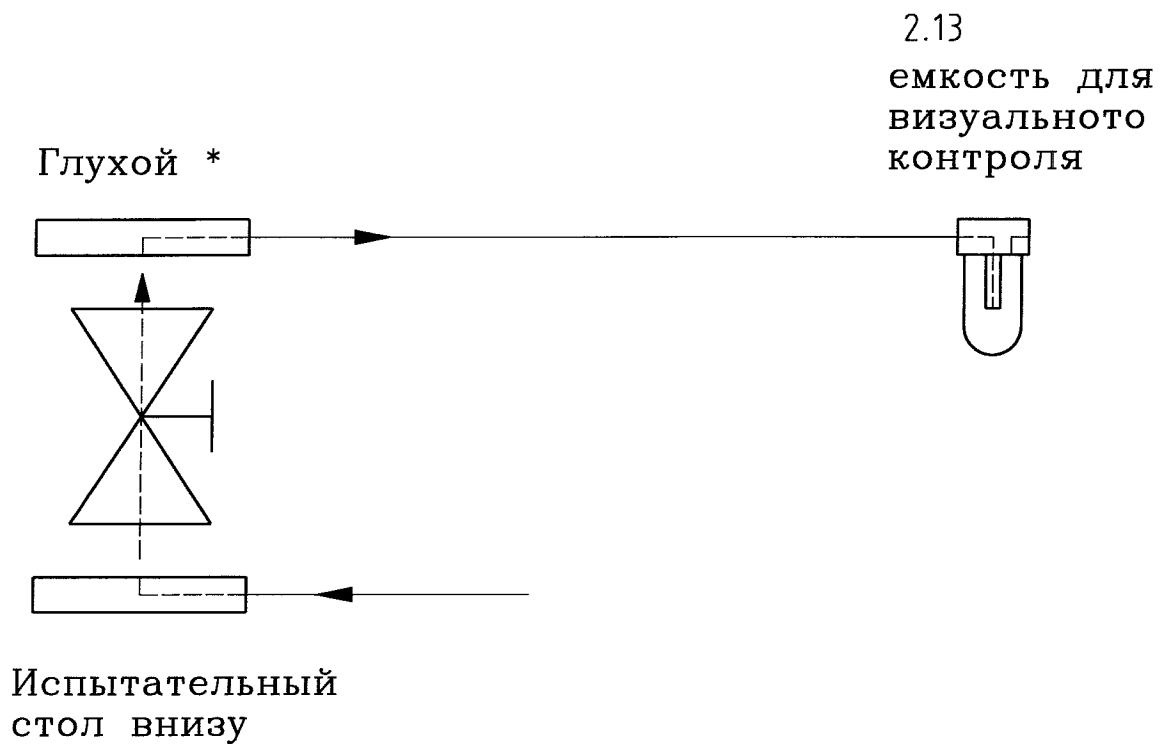 2.13
емкость для
визуальното
контроля
Глухой *
Испытательный
стол внизу